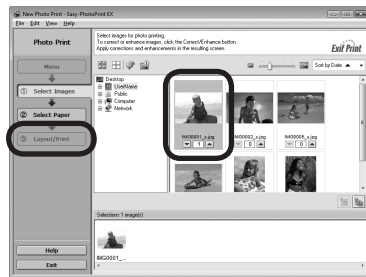 New Photo Print - Easy-PhotoPrint EX
File Edit View Help
Photo Print
Select images for photo printing.
To correct or enhance images, click the Correct/Enhance button.
Apply corrections and enhancements in the resulting screen.
Exif Print
Menu
① Select Images
② Select Paper
③ Layout/Print
Help
Exit
Sort by Date
Desktop
UserName
Public
Computer
Network
IMG0001_s.jpg
1
IMG0002_s.jpg
0
IMG0005_s.jpg
0
Selections 1 image(s)
IMG0001_...